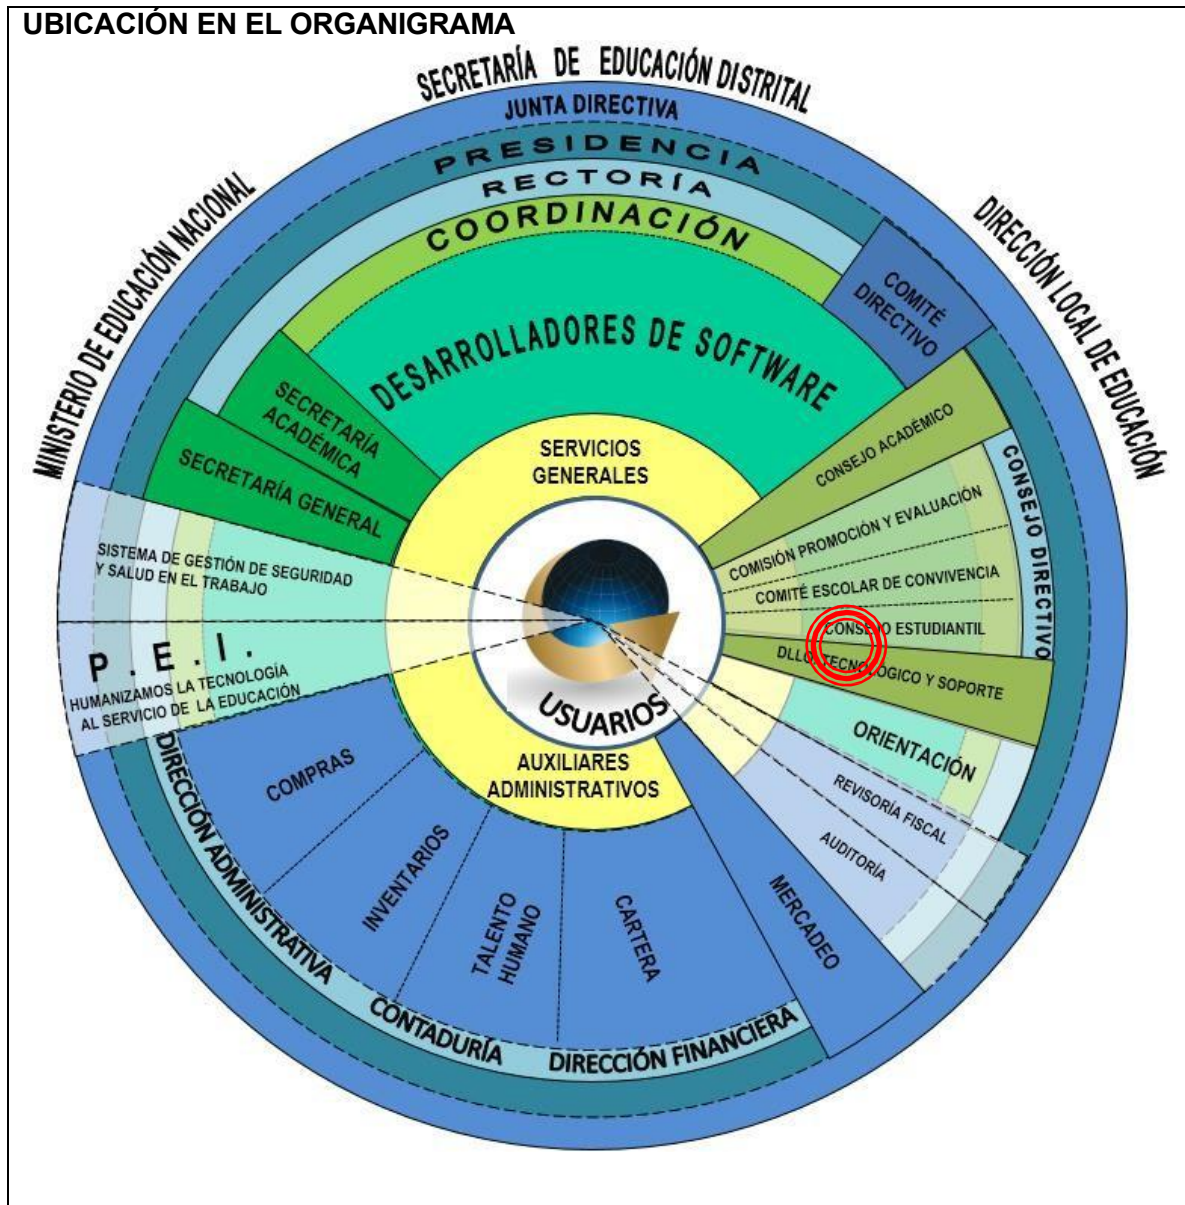 UBICACIÓN EN EL ORGANIGRAMA
SECRETARÍA DE EDUCACIÓN DISTRITAL
MINISTERIO DE EDUCACIÓN NACIONAL
DIRECCIÓN LOCAL DE EDUCACIÓN
JUNTA DIRECTIVA
PRESIDENCIA
RECTORÍA
COORDINACIÓN
DESARROLLADORES DE SOFTWARE
COMITÉ
DIRECTIVO
SECRETARÍA
ACADÉMICA
SECRETARÍA GENERAL
SERVICIOS
GENERALES
CONSEJO ACADÉMICO
CONSEJO DIRECTIVO
COMISIÓN PROMOCIÓN Y EVALUACIÓN
COMITÉ ESCOLAR DE CONVIVENCIA
CONSEJO ESTUDIANTIL
DLLO. TECNOLOGICO Y SOPORTE
ORIENTACIÓN
REVISORÍA FISCAL
AUDITORÍA
MERCADEO
SISTEMA DE GESTIÓN DE SEGURIDAD
Y SALUD EN EL TRABAJO
P.E.I.
HUMANIZAMOS LA TECNOLOGÍA
AL SERVICIO DE LA EDUCACIÓN
USUARIOS
AUXILIARES
ADMINISTRATIVOS
COMPRAS
INVENTARIOS
TALENTO
HUMANO
CARTERA
DIRECCIÓN ADMINISTRATIVA
CONTADURÍA
DIRECCIÓN FINANCIERA